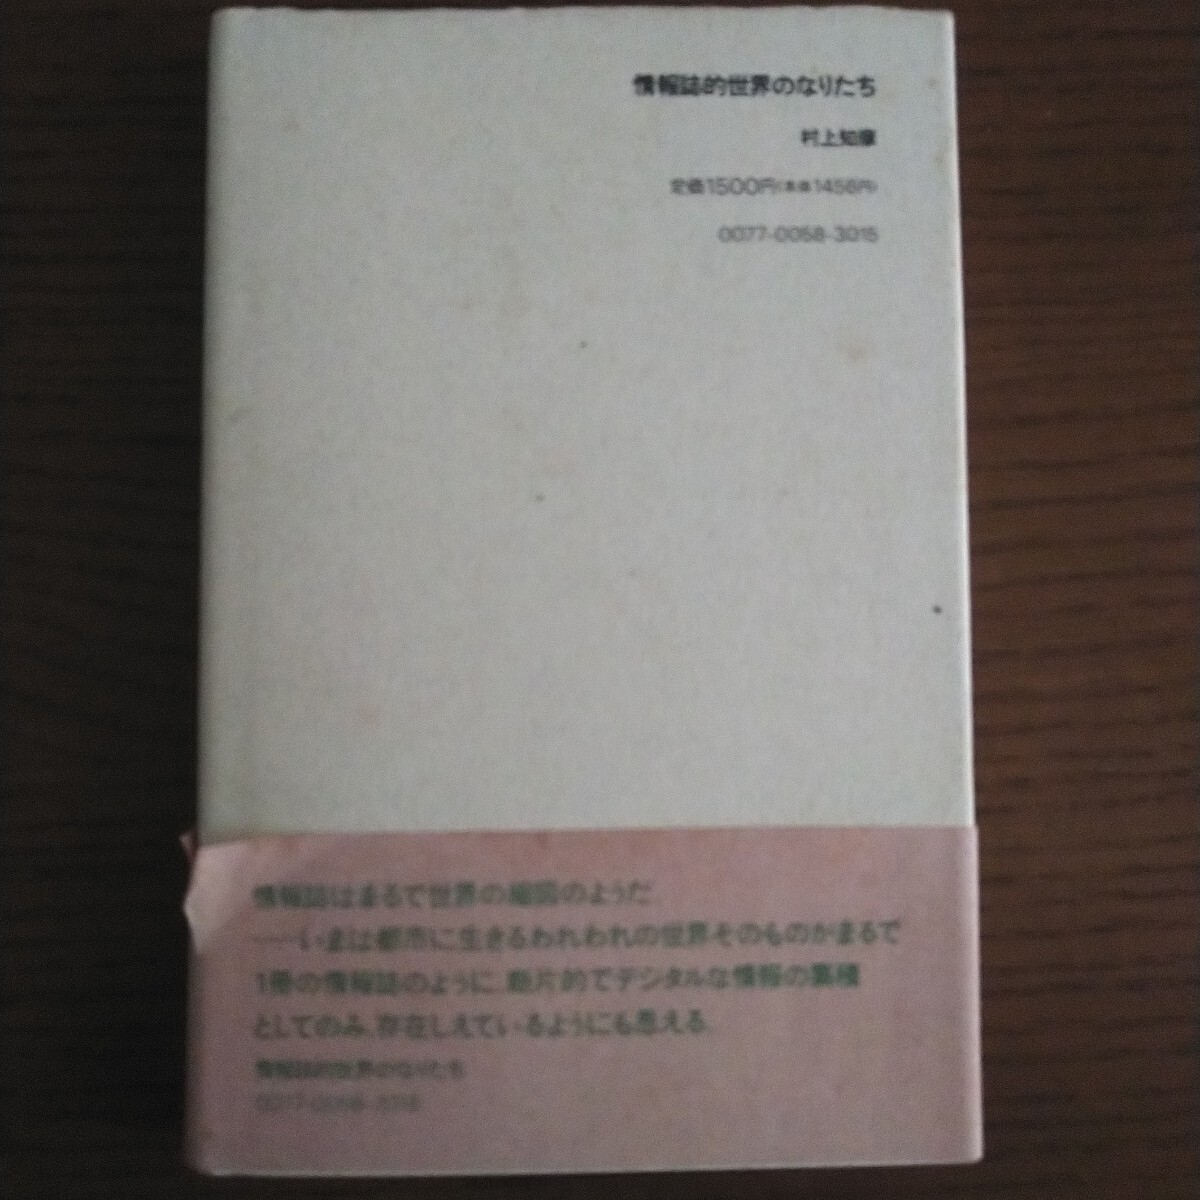 情報誌的世界のなりたち
村上知彦
定価1500円(本体1456円)
0077-0058-3015
情報誌はまるで世界の縮図のようだ。
——いまは都市に生きるわれわれの世界そのものがまるで
1冊の情報誌のように、断片的でデジタルな情報の集積
としてのみ、存在しえているようにも思える。
情報誌的世界のなりたち
0077-0058-3015